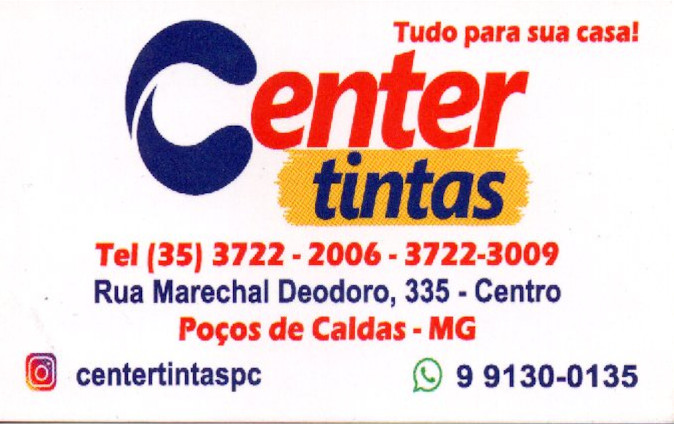 Tudo para sua casa!
Center
tintas
Tel (35) 3722 - 2006 - 3722-3009
Rua Marechal Deodoro, 335 - Centro
Poços de Caldas - MG
centertintaspc
9 9130-0135